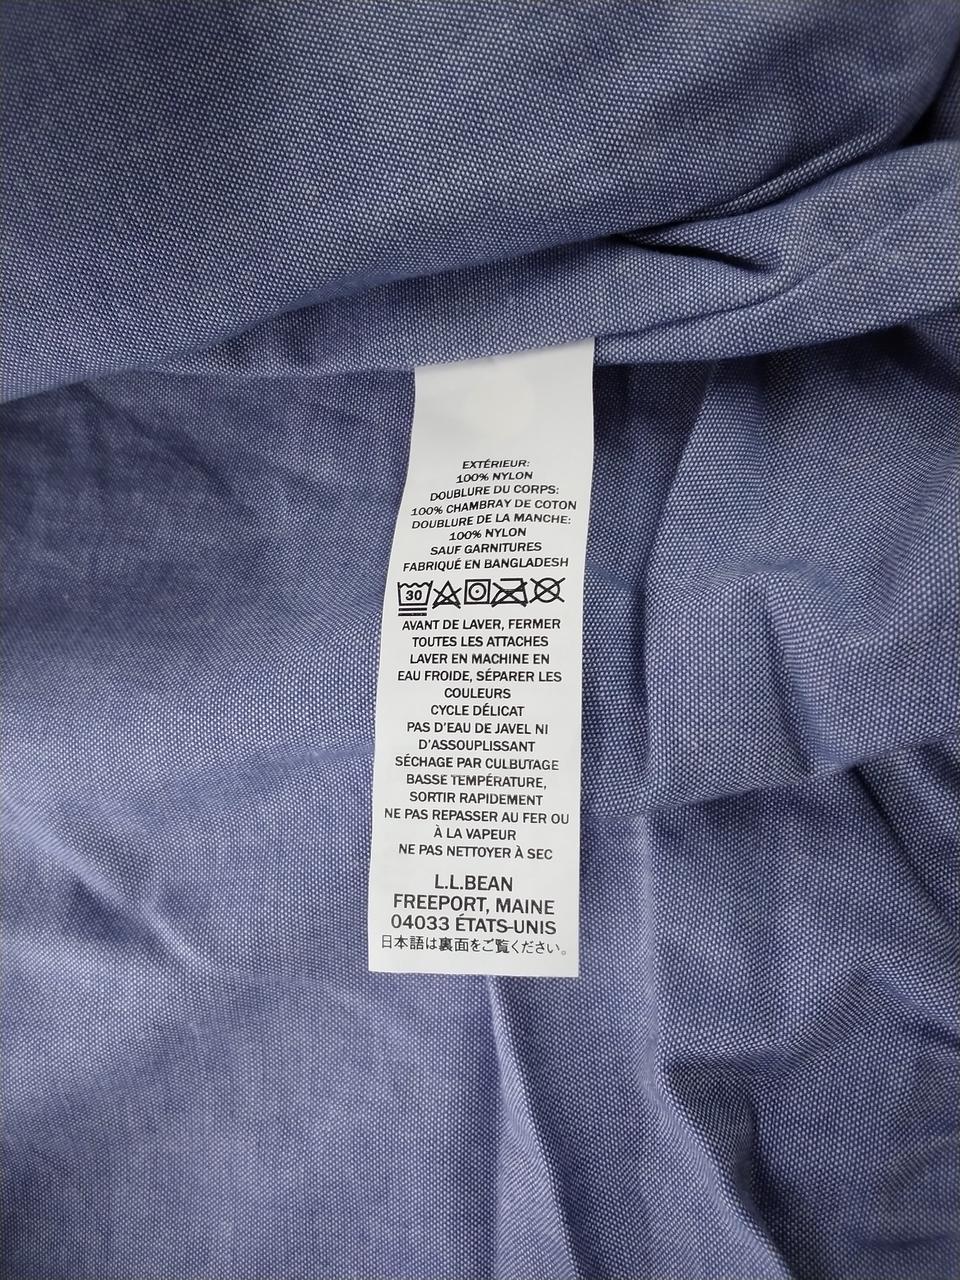 EXTÉRIEUR:
100% NYLON
DOUBLURE DU CORPS:
100% CHAMBRAY DE COTON
DOUBLURE DE LA MANCHE:
100% NYLON
SAUF GARNITURES
FABRIQUÉ EN BANGLADESH
30
AVANT DE LAVER, FERMER
TOUTES LES ATTACHES
LAVER EN MACHINE EN
EAU FROIDE, SÉPARER LES
COULEURS
CYCLE DÉLICAT
PAS D'EAU DE JAVEL NI
D'ASSOUPLISSANT
SÉCHAGE PAR CULBUTAGE
BASSE TEMPÉRATURE,
SORTIR RAPIDEMENT
NE PAS REPASSER AU FER OU
À LA VAPEUR
NE PAS NETTOYER À SEC
L.L.BEAN
FREEPORT, MAINE
04033 ÉTATS-UNIS
日本語は裏面をご覧ください。